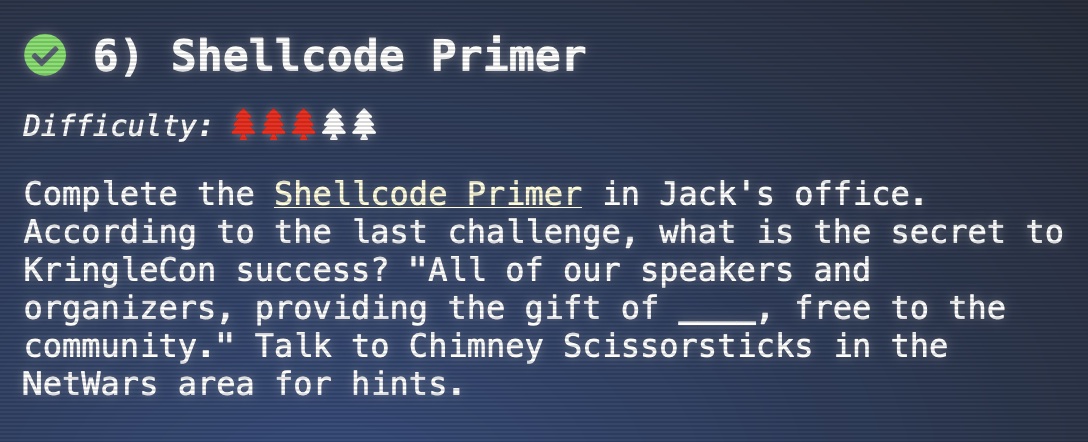 6) Shellcode Primer
Difficulty:
Complete the Shellcode Primer in Jack's office.
According to the last challenge, what is the secret to
KringleCon success? "All of our speakers and
organizers, providing the gift of ____, free to the
community." Talk to Chimney Scissorsticks in the
NetWars area for hints.